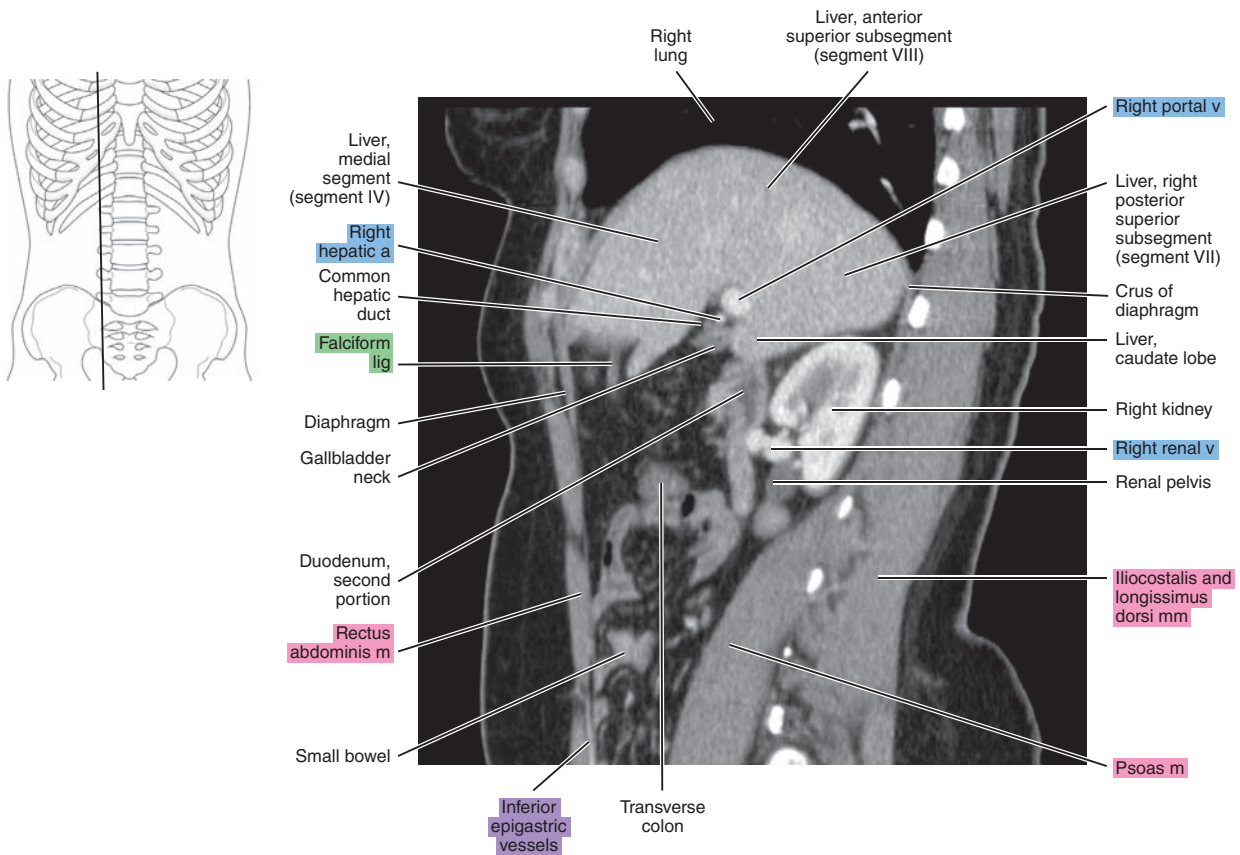 Right
lung
Liver, anterior
superior subsegment
(segment VIII)
Liver,
medial
segment
(segment IV)
Right
hepatic a
Common
hepatic
duct
Falciform
lig
Diaphragm
Gallbladder
neck
Duodenum,
second
portion
Rectus
abdominis m
Small bowel
Inferior
epigastric
vessels
Transverse
colon
Right portal v
Liver, right
posterior
superior
subsegment
(segment VII)
Crus of
diaphragm
Liver,
caudate lobe
Right kidney
Right renal v
Renal pelvis
Iliocostalis and
longissimus
dorsi mm
Psoas m